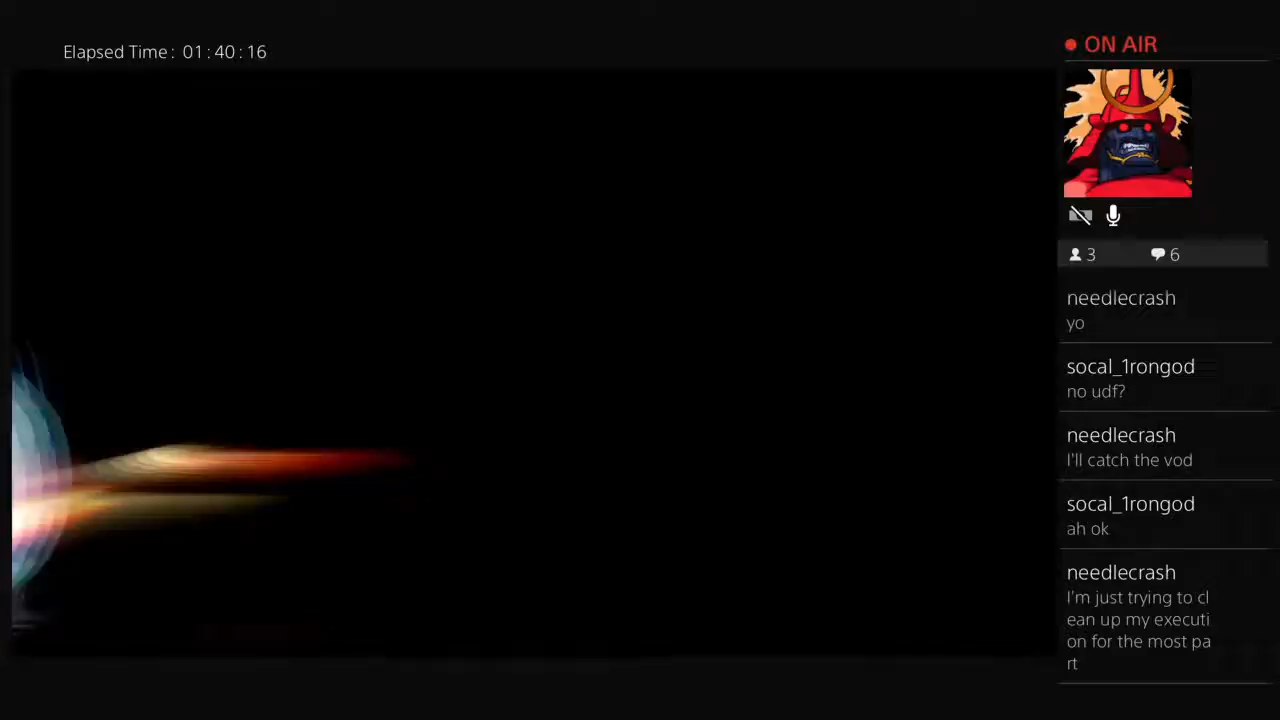 Elapsed Time: 01:40:16
ON AIR
3 6
needlecrash
yo
socal_1rongod
no udf?
needlecrash
I'll catch the vod
socal_1rongod
ah ok
needlecrash
I'm just trying to cl
ean up my executi
on for the most pa
rt